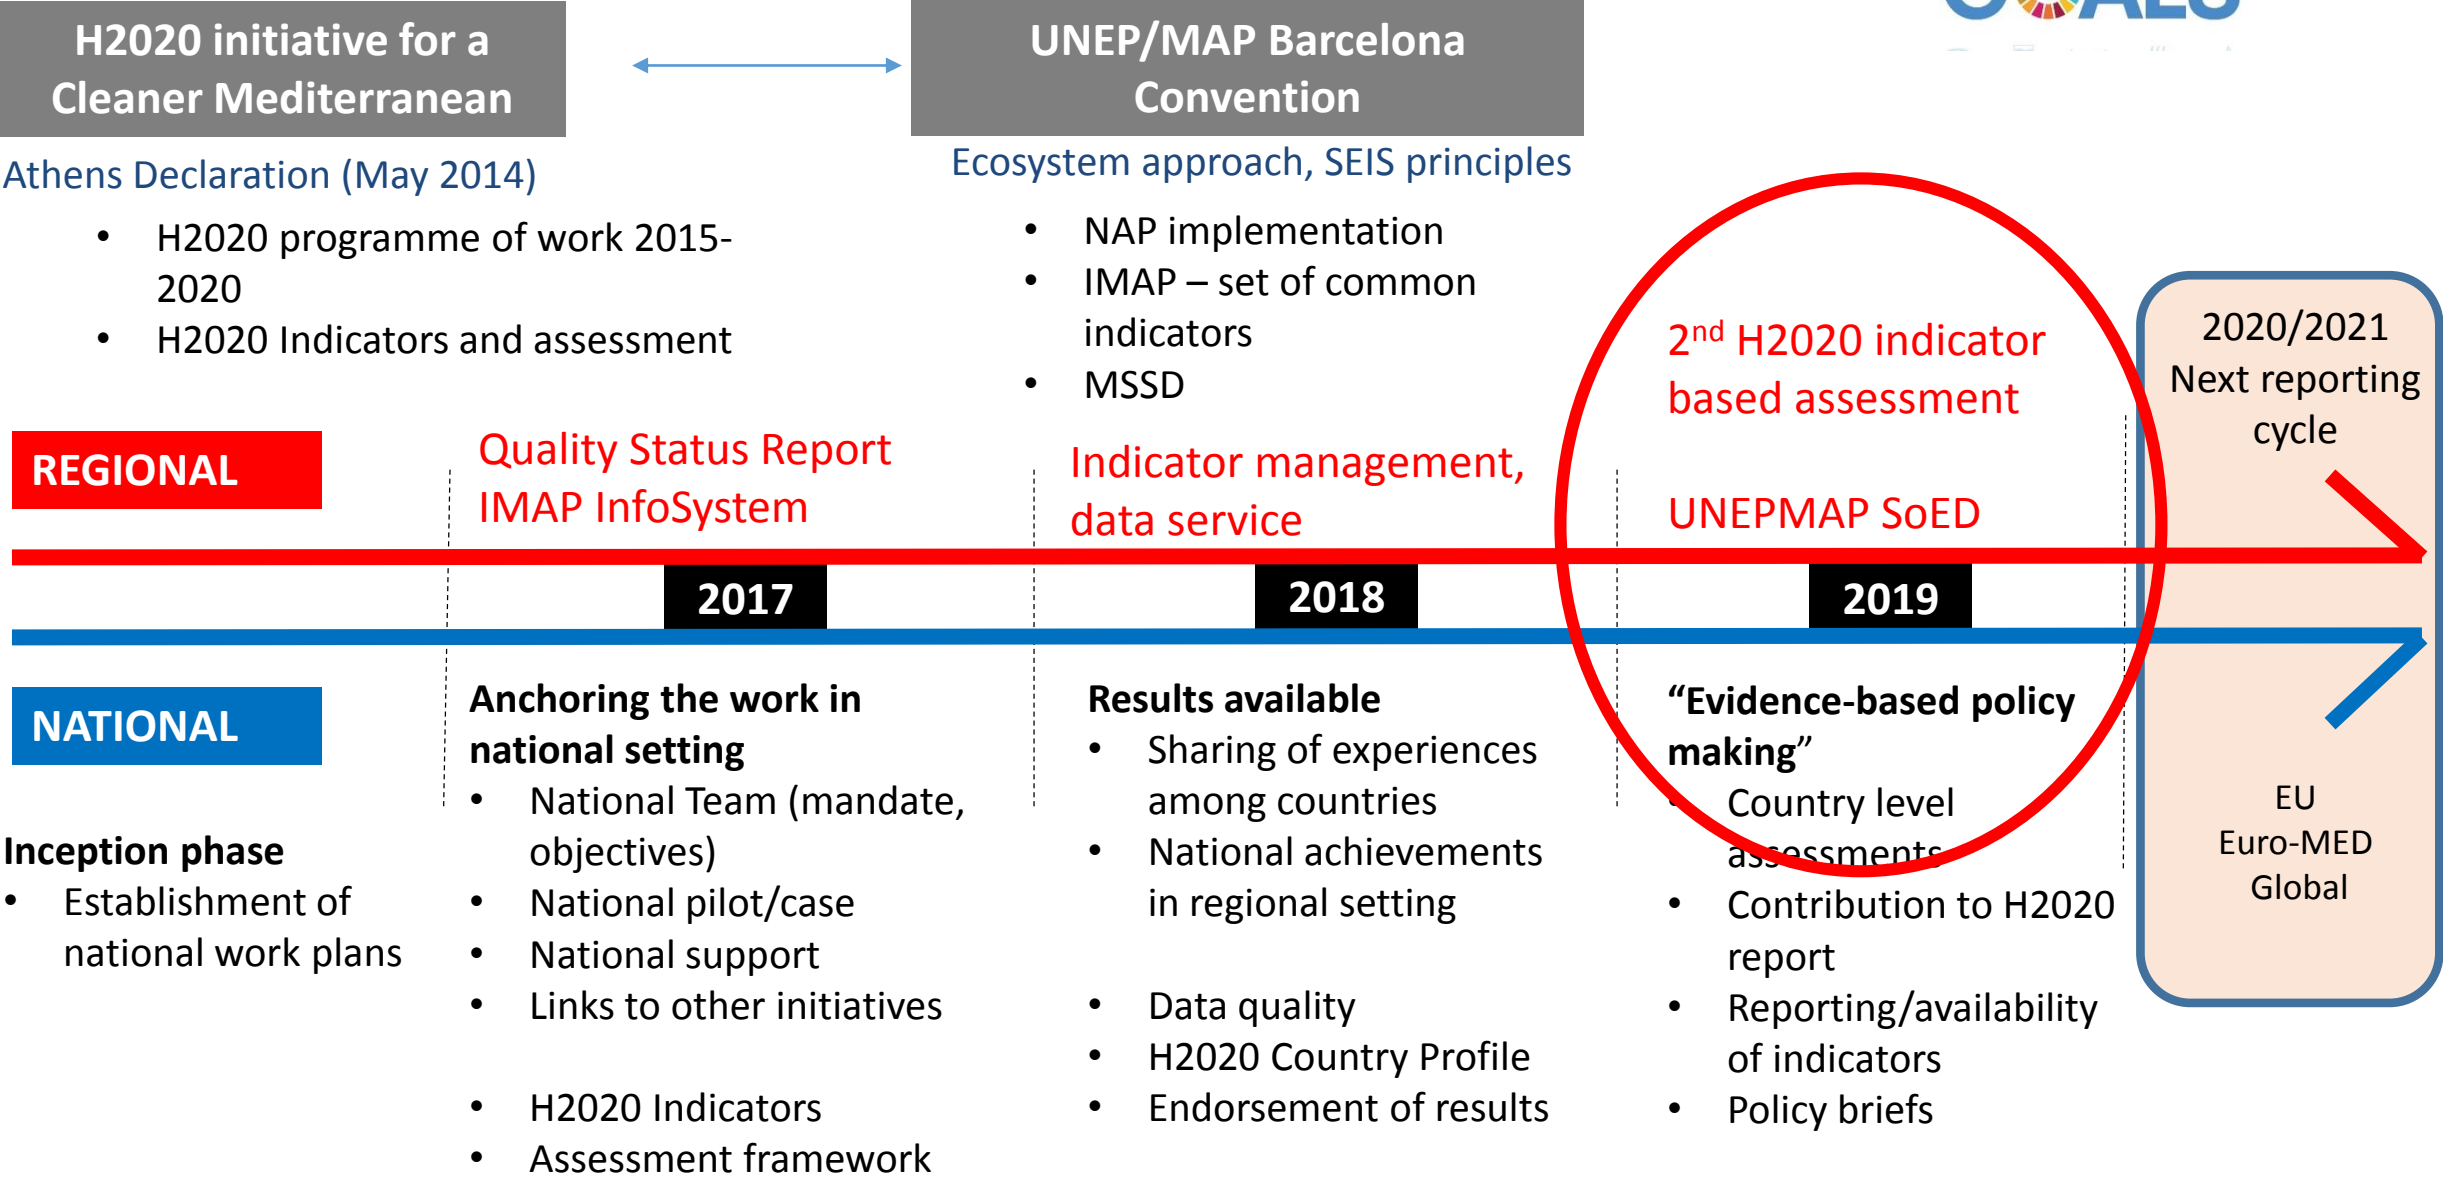 H2020 initiative for a
Cleaner Mediterranean
UNEP/MAP Barcelona
Convention
Athens Declaration (May 2014)
• H2020 programme of work 2015-
2020
• H2020 Indicators and assessment
Ecosystem approach, SEIS principles
• NAP implementation
• IMAP – set of common
indicators
• MSSD
REGIONAL
Quality Status Report
IMAP InfoSystem
Indicator management,
data service
2nd H2020 indicator
based assessment
UNEPMAP SoED
2020/2021
Next reporting
cycle
2017
2018
2019
NATIONAL
Inception phase
• Establishment of
national work plans
Anchoring the work in
national setting
• National Team (mandate,
objectives)
• National pilot/case
• National support
• Links to other initiatives
• H2020 Indicators
• Assessment framework
Results available
• Sharing of experiences
among countries
• National achievements
in regional setting
• Data quality
• H2020 Country Profile
• Endorsement of results
“Evidence-based policy
making”
• Country level
assessments
• Contribution to H2020
report
• Reporting/availability
of indicators
• Policy briefs
EU
Euro-MED
Global